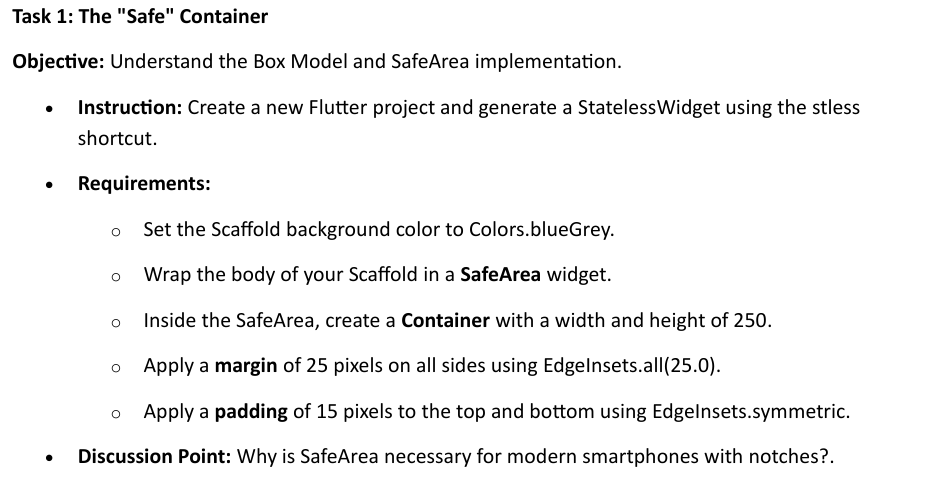 Task 1: The "Safe" Container
Objective: Understand the Box Model and SafeArea implementation.
• Instruction: Create a new Flutter project and generate a StatelessWidget using the stless
shortcut.
• Requirements:
o Set the Scaffold background color to Colors.blueGrey.
o Wrap the body of your Scaffold in a SafeArea widget.
o Inside the SafeArea, create a Container with a width and height of 250.
o Apply a margin of 25 pixels on all sides using EdgeInsets.all(25.0).
o Apply a padding of 15 pixels to the top and bottom using EdgeInsets.symmetric.
• Discussion Point: Why is SafeArea necessary for modern smartphones with notches?.